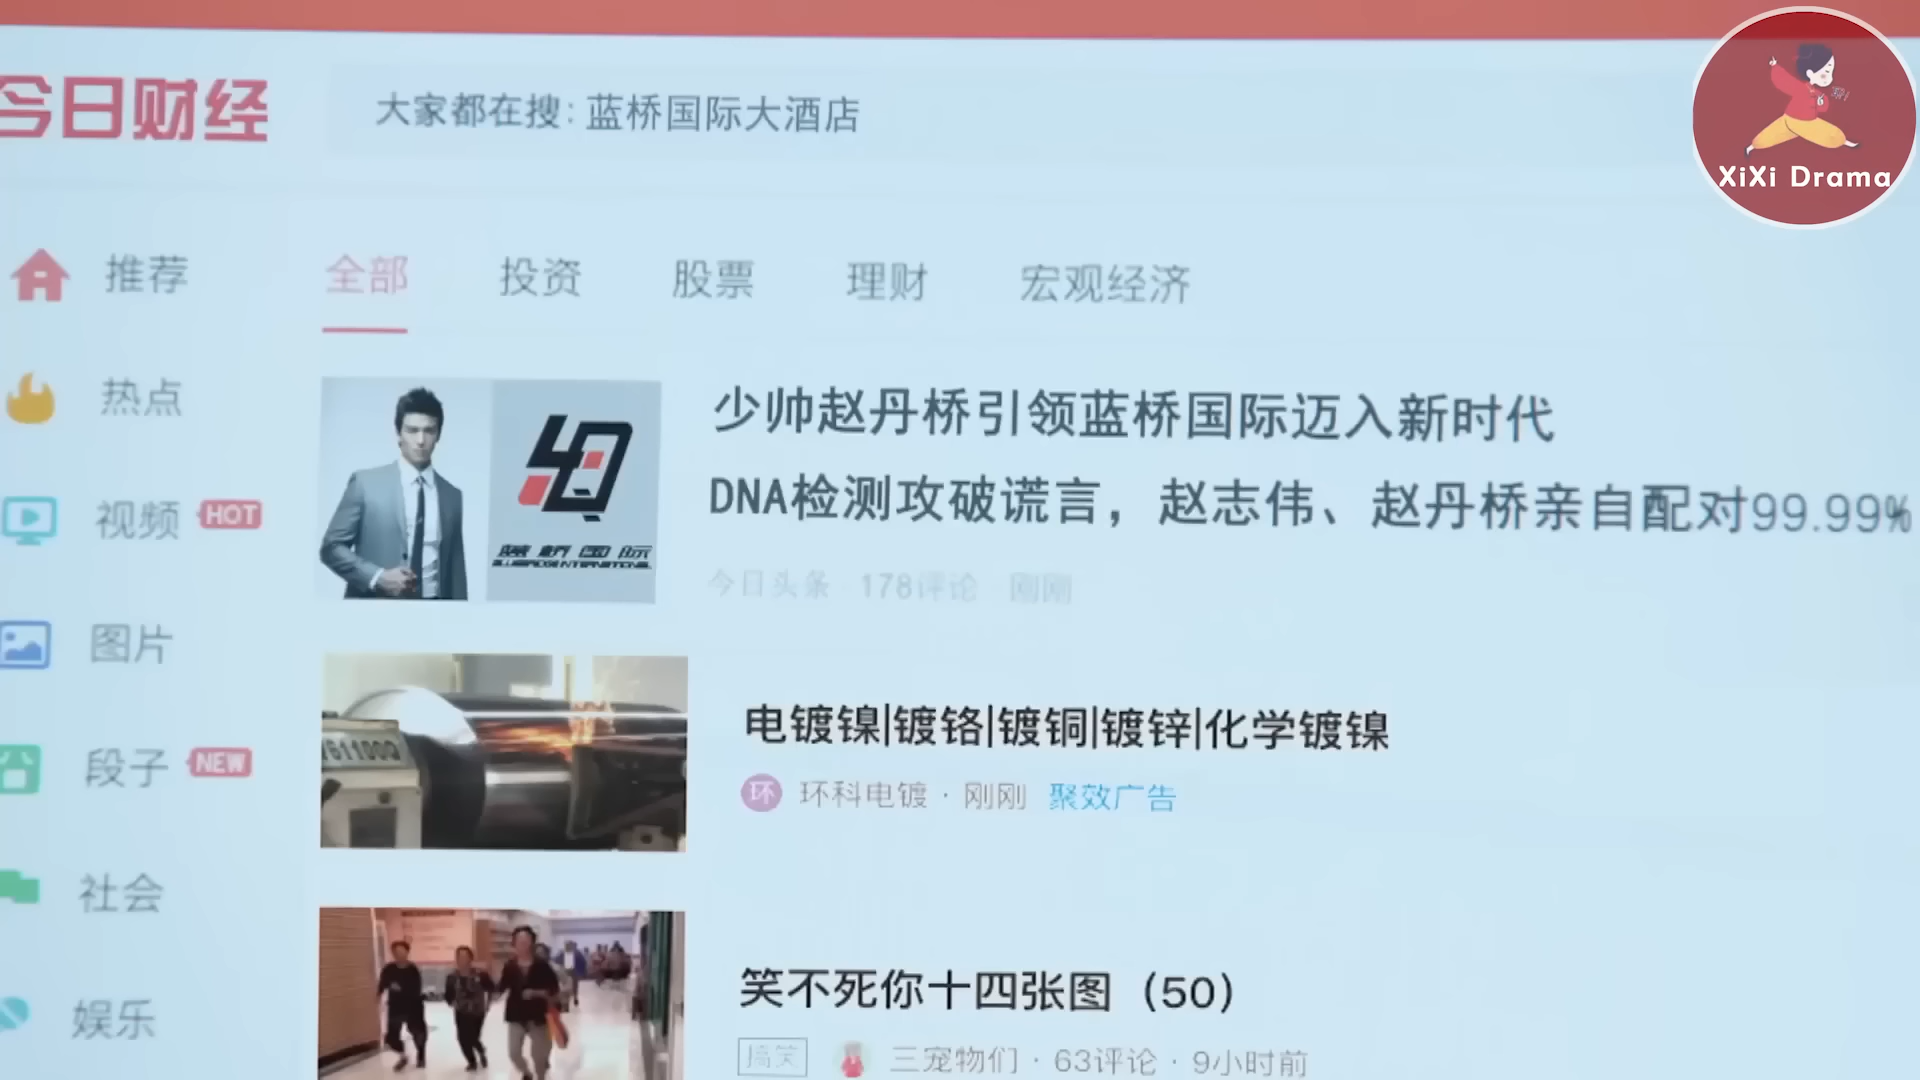 今日财经
大家都在搜:蓝桥国际大酒店
XiXi Drama
推荐
全部
投资
股票
理财
宏观经济
热点
视频
HOT
图片
段子
NEW
社会
娱乐
少帅赵丹桥引领蓝桥国际迈入新时代
DNA检测攻破谎言，赵志伟、赵丹桥亲自配对99.99%
今日头条 · 178评论 · 刚刚
蓝桥国际
电镀镍|镀铬|镀铜|镀锌|化学镀镍
环 环科电镀 · 刚刚 聚效广告
笑不死你十四张图（50）
搞笑 三宠物们 · 63评论 · 9小时前